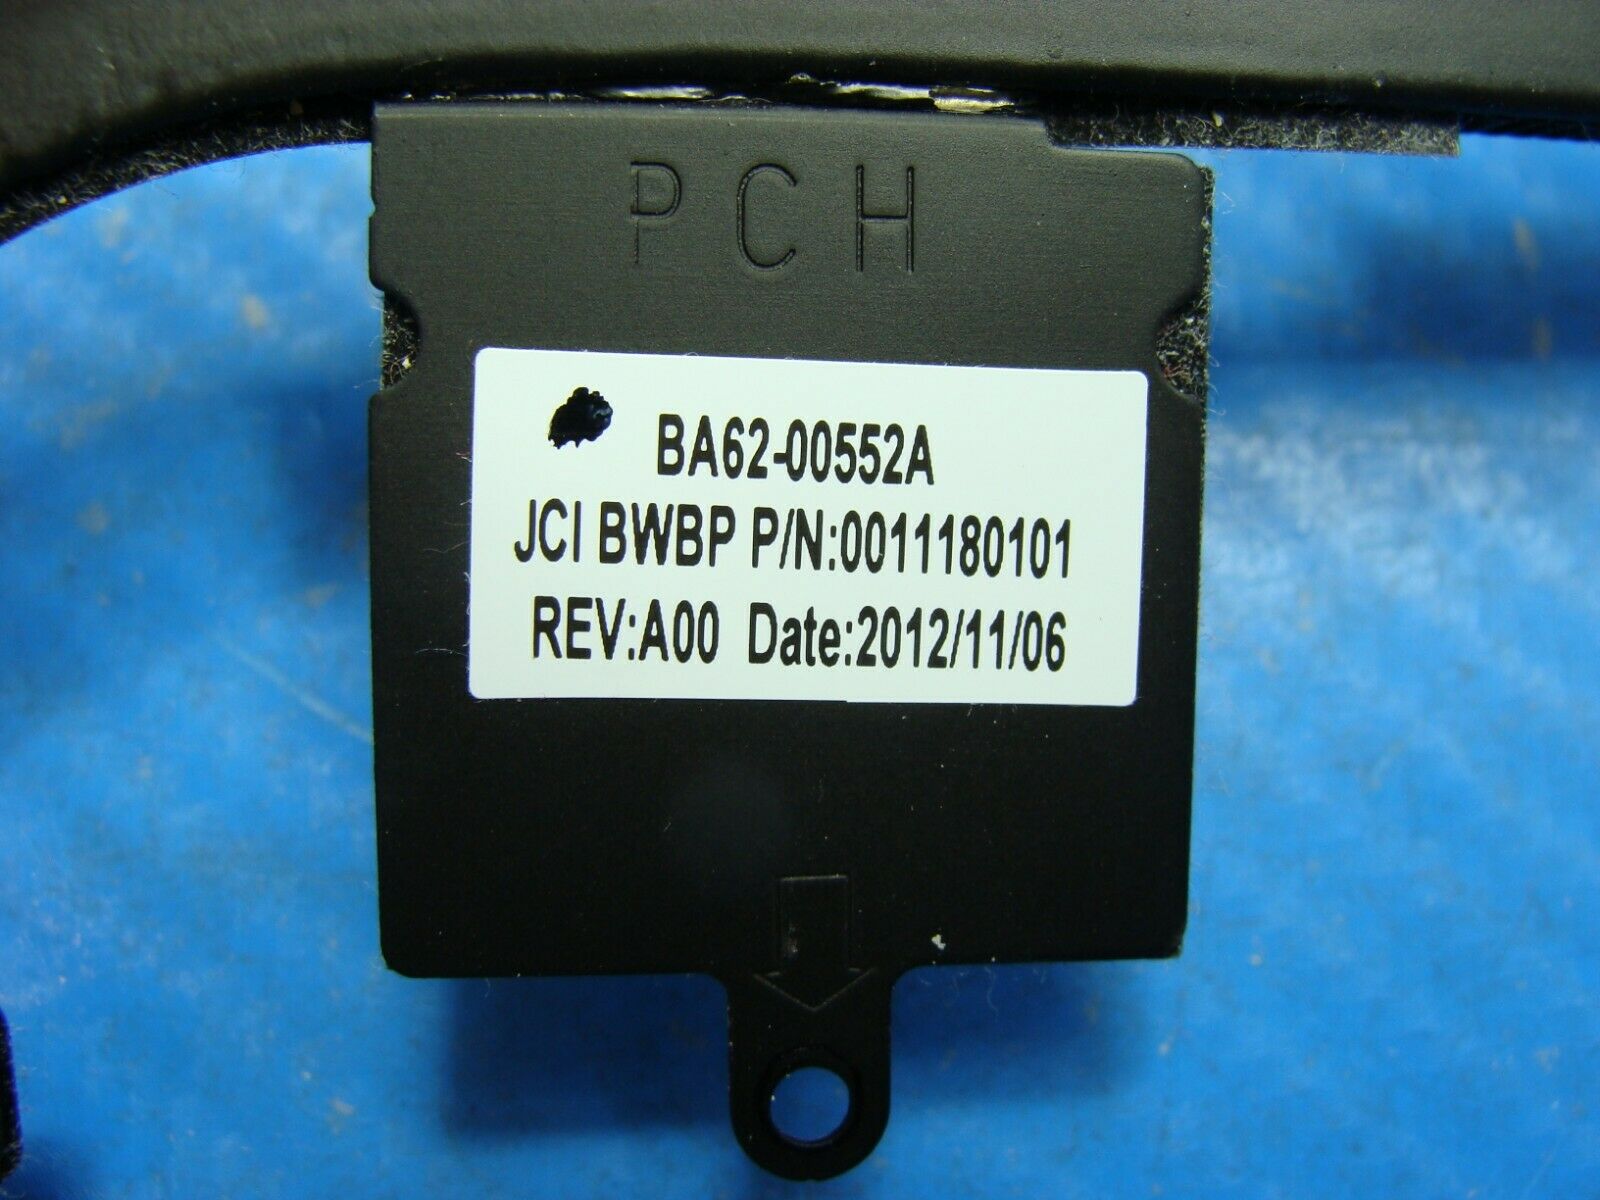 PCH
BA62-00552A
JCI BWBP P/N:0011180101
REV:A00 Date:2012/11/06